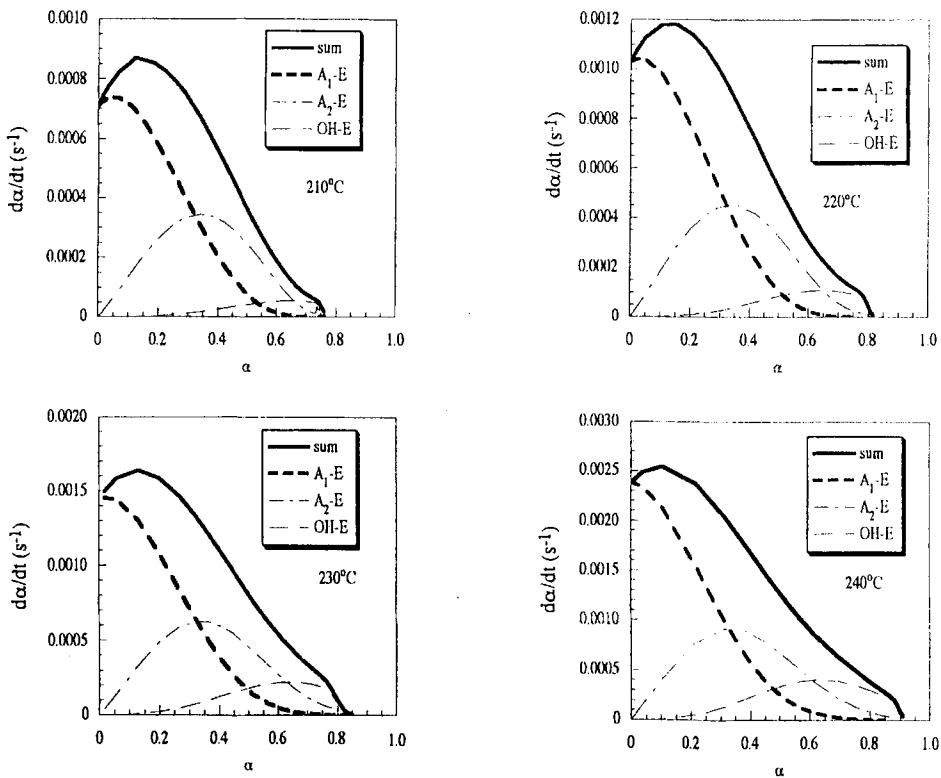 0.0010
0.0008
0.0006
0.0004
0.0002
0
0 0.2 0.4 0.6 0.8 1.0
dα/dt (s⁻¹)
α
sum
A₁-E
A₂-E
OH-E
210°C
0.0012
0.0010
0.0008
0.0006
0.0004
0.0002
0
0 0.2 0.4 0.6 0.8 1.0
dα/dt (s⁻¹)
α
sum
A₁-E
A₂-E
OH-E
220°C
0.0020
0.0015
0.0010
0.0005
0
0 0.2 0.4 0.6 0.8 1.0
dα/dt (s⁻¹)
α
sum
A₁-E
A₂-E
OH-E
230°C
0.0030
0.0025
0.0020
0.0015
0.0010
0.0005
0
0 0.2 0.4 0.6 0.8 1.0
dα/dt (s⁻¹)
α
sum
A₁-E
A₂-E
OH-E
240°C